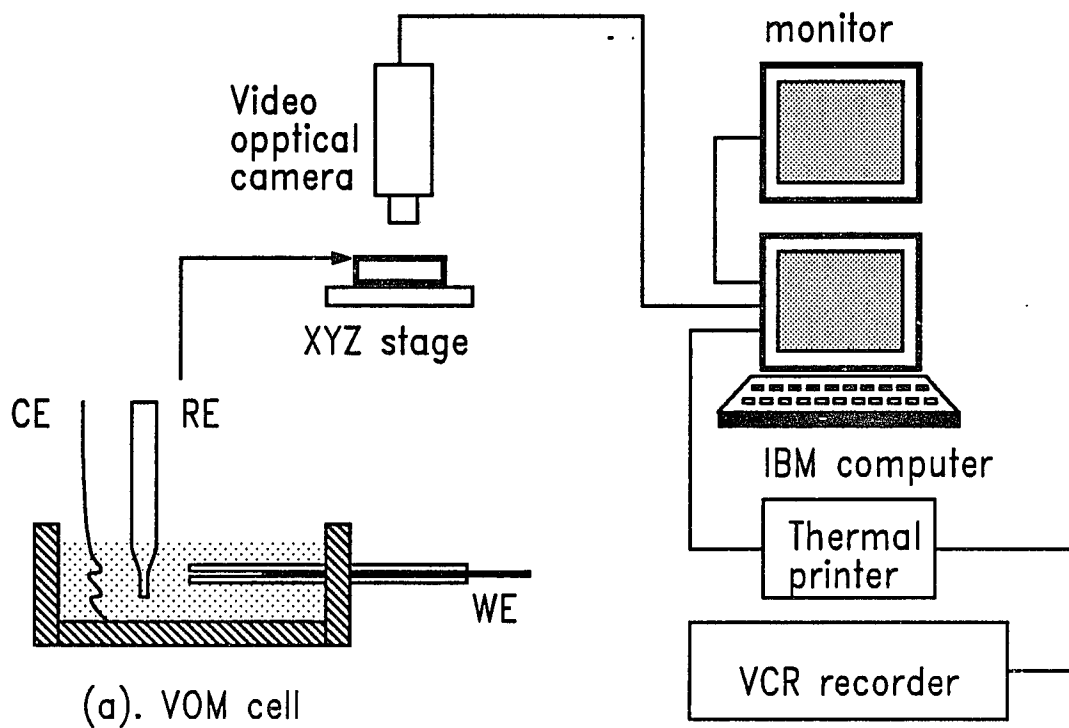 monitor
Video
opptical
camera
XYZ stage
CE
RE
IBM computer
Thermal
printer
WE
VCR recorder
(a). VOM cell